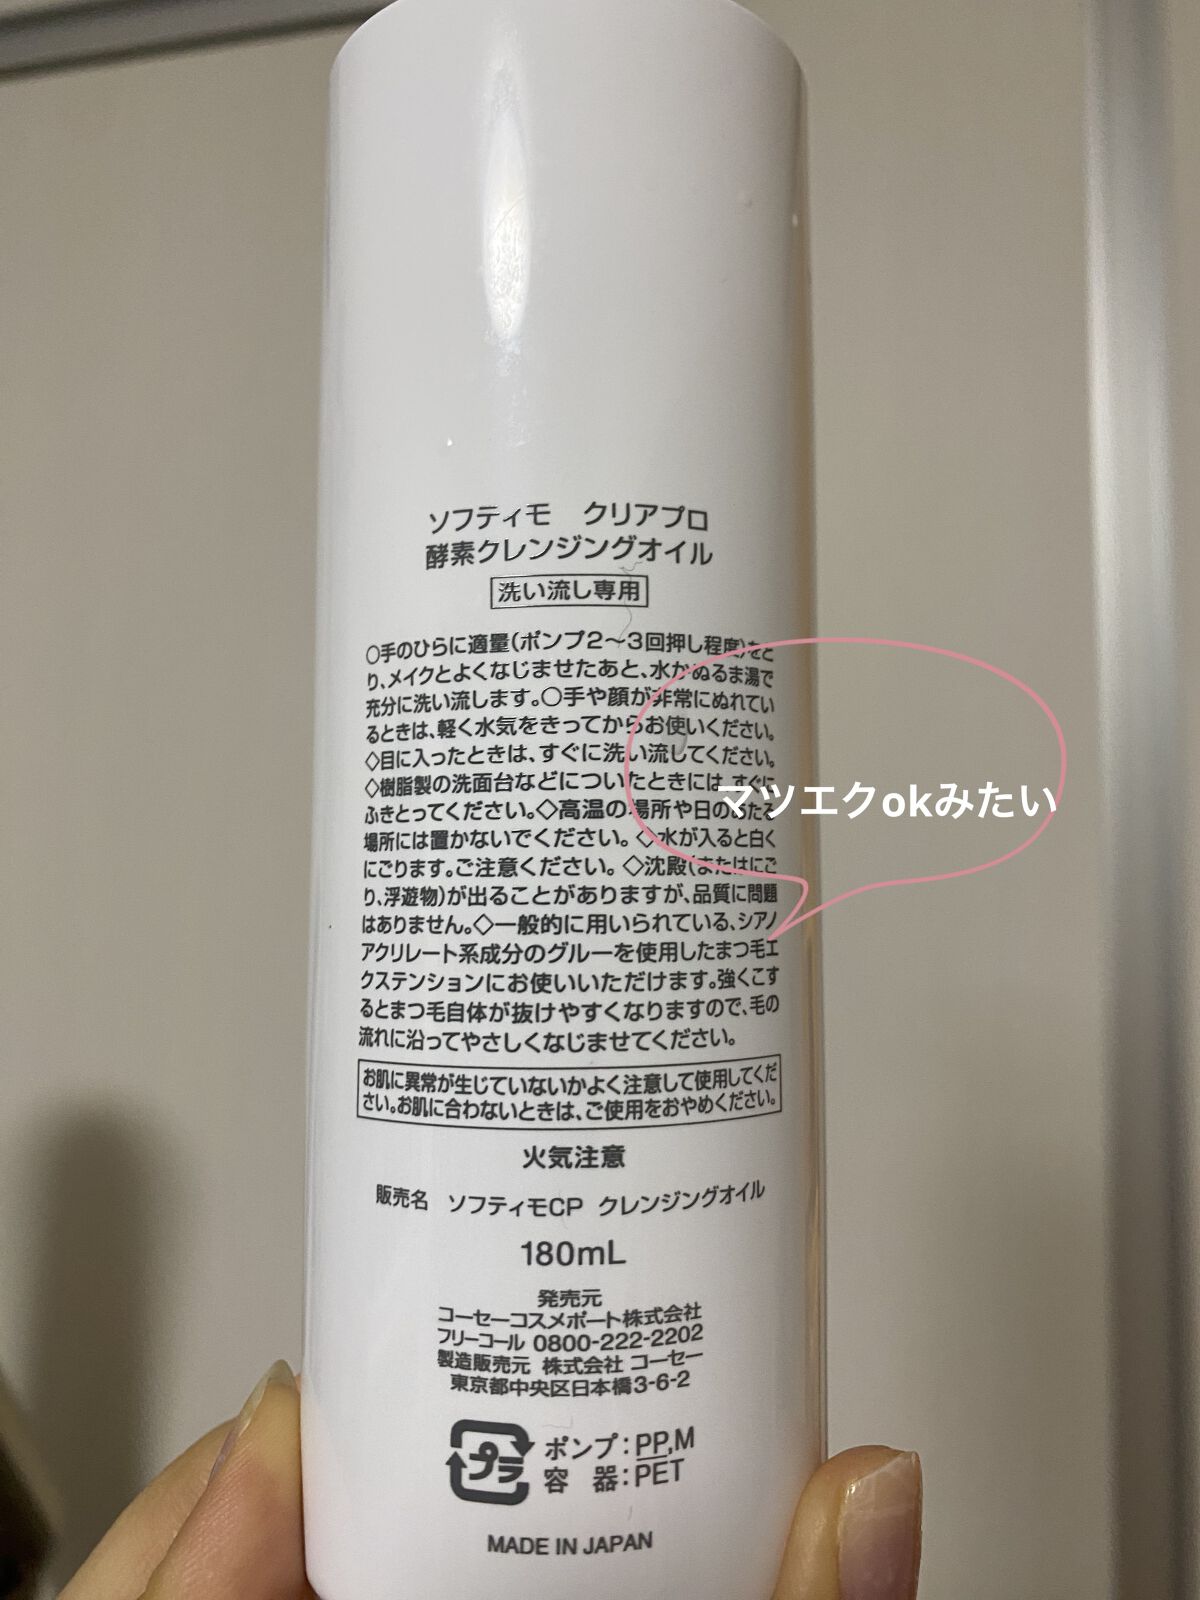 ソフティモ クリアプロ
酵素クレンジングオイル
洗い流し専用
○手のひらに適量(ポンプ2〜3回押し程度)をと
り、メイクとよくなじませたあと、水かぬるま湯で
充分に洗い流します。○手や顔が非常にぬれてい
るときは、軽く水気をきってからお使いください。
◇目に入ったときは、すぐに洗い流してください。
◇樹脂製の洗面台などについたときには、すぐに
ふきとってください。◇高温の場所や日のあたる
場所には置かないでください。◇水が入ると白く
にごります。ご注意ください。◇沈殿(またはにご
り、浮遊物)が出ることがありますが、品質に問題
はありません。◇一般的に用いられている、シアノ
アクリレート系成分のグルーを使用したまつ毛エ
クステンションにお使いいただけます。強くこす
るとまつ毛自体が抜けやすくなりますので、毛の
流れに沿ってやさしくなじませてください。
マツエクokみたい
お肌に異常が生じていないかよく注意して使用してくだ
さい。お肌に合わないときは、ご使用をおやめください。
火気注意
販売名 ソフティモCP クレンジングオイル
180mL
発売元
コーセーコスメポート株式会社
フリーコール 0800-222-2202
製造販売元 株式会社 コーセー
東京都中央区日本橋3-6-2
プラ
ポンプ:PP,M
容 器:PET
MADE IN JAPAN